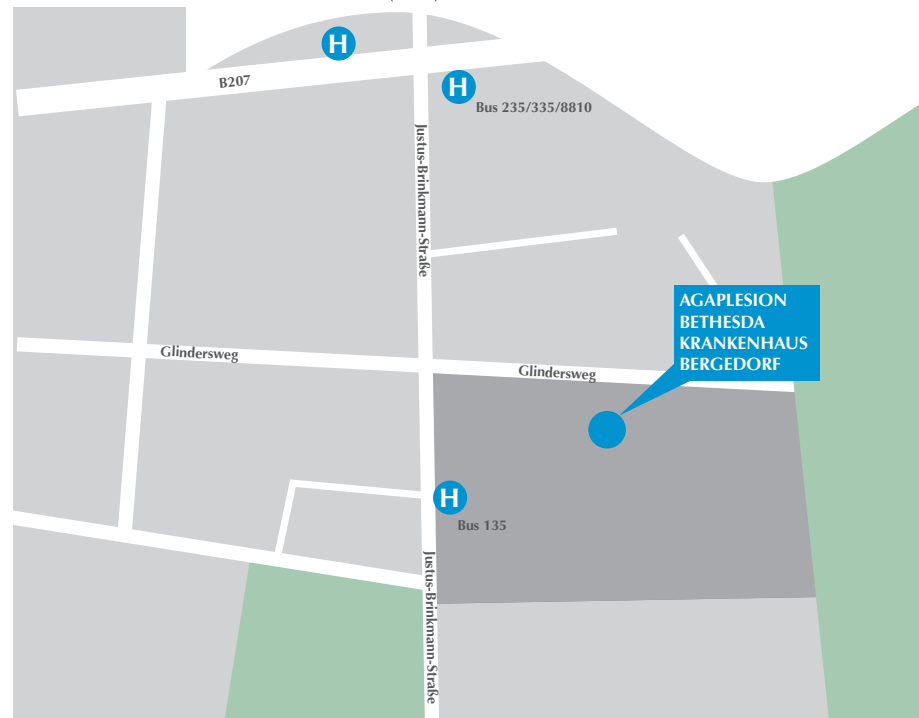 H
B207
H
Bus 235/335/8810
Justus-Brinkmann-Straße
AGAPLESION
BETHESDA
KRANKENHAUS
BERGEDORF
Glindersweg
Glindersweg
H
Bus 135
Justus-Brinkmann-Straße